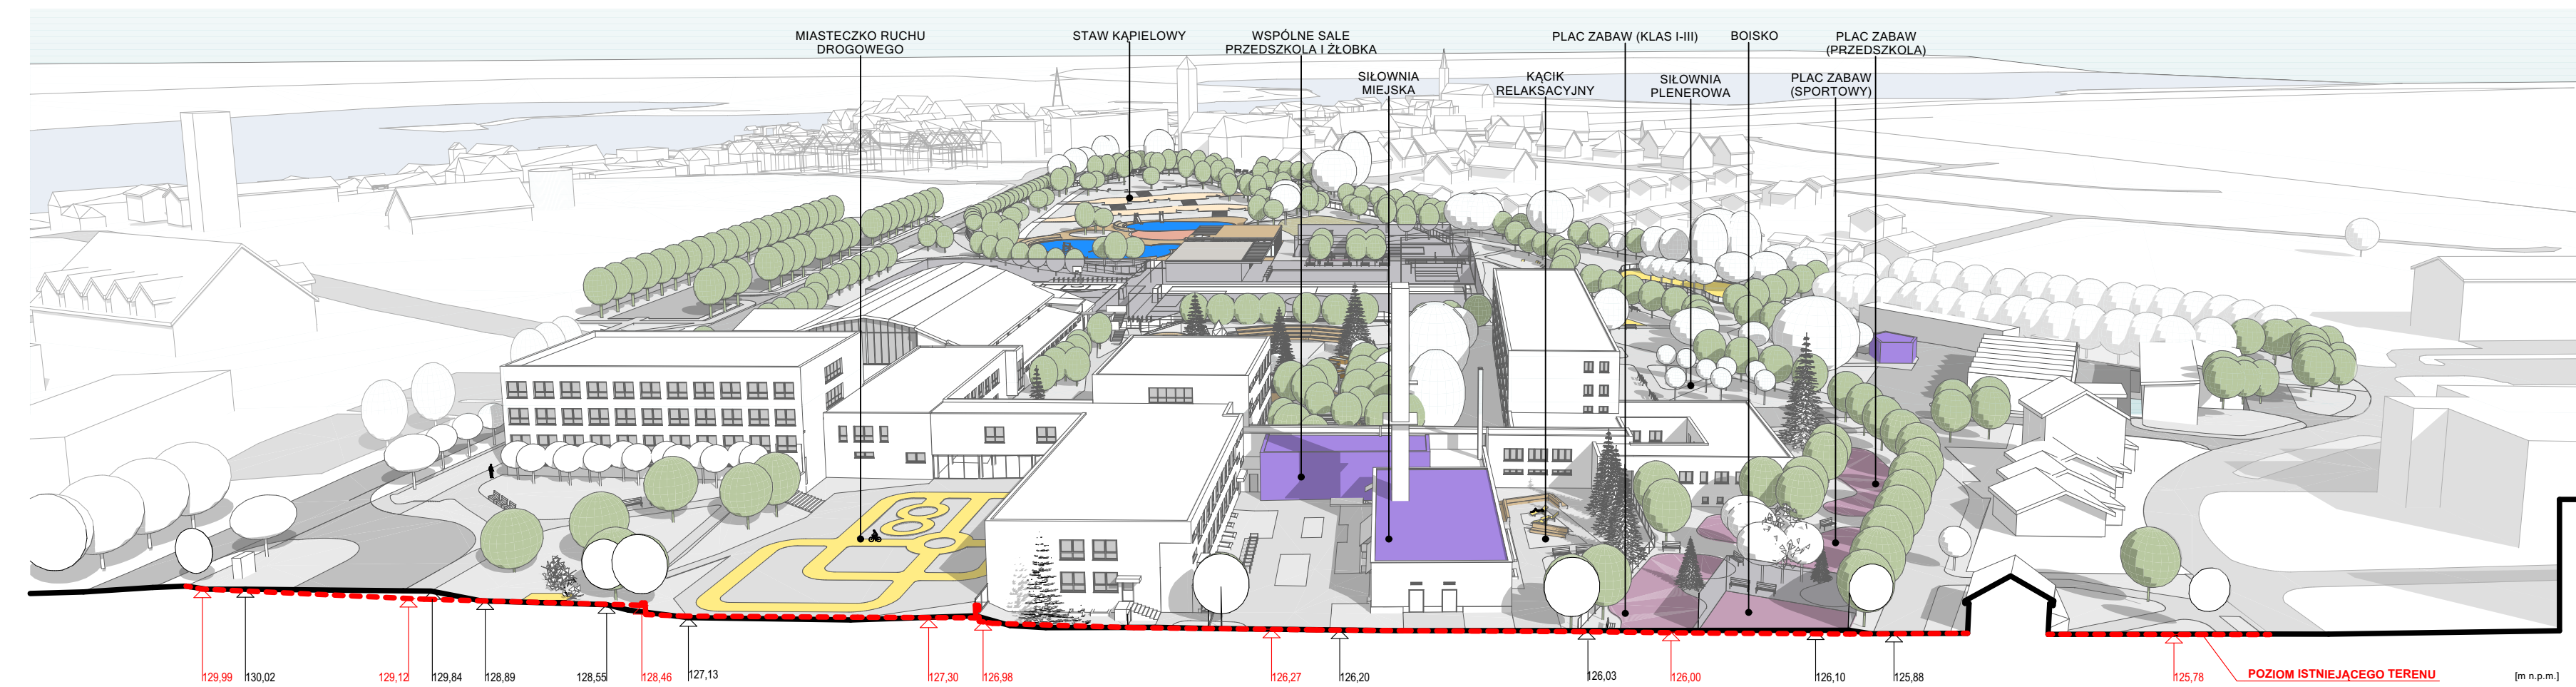 MIASTECZKO RUCHU
DROGOWEGO
STAW KĄPIELOWY
WSPÓLNE SALE
PRZEDSZKOLA I ŻŁOBKA
SIŁOWNIA
MIEJSKA
KĄCIK
RELAKSACYJNY
PLAC ZABAW (KLAS I-III)
SIŁOWNIA
PLENEROWA
BOISKO
PLAC ZABAW
(SPORTOWY)
PLAC ZABAW
(PRZEDSZKOLA)
129,99
130,02
129,12
129,84
128,89
128,55
128,46
127,13
127,30
126,98
126,27
126,20
126,03
126,00
126,10
125,88
125,78
POZIOM ISTNIEJĄCEGO TERENU
[m n.p.m.]